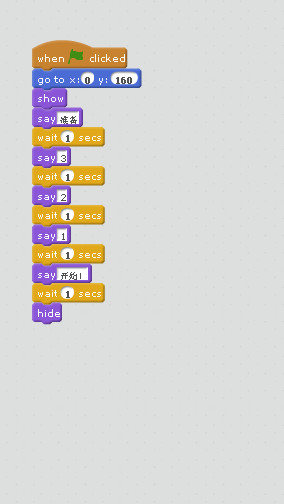 when clicked
go to x: 0 y: 160
show
say 准备
wait 1 secs
say 3
wait 1 secs
say 2
wait 1 secs
say 1
wait 1 secs
say 开始！
wait 1 secs
hide